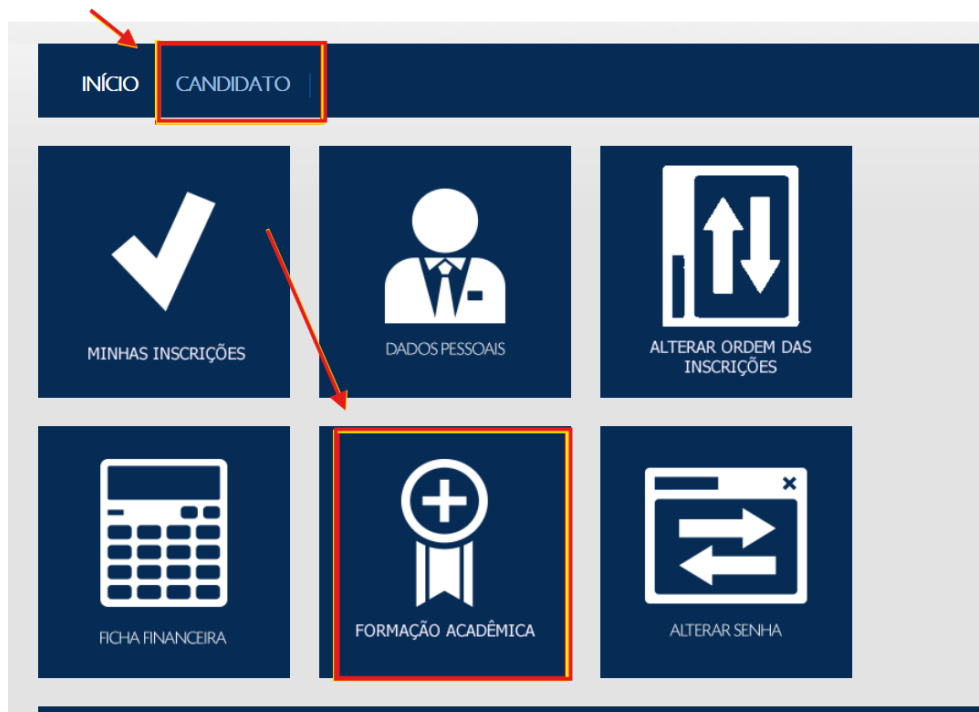 INÍCIO CANDIDATO
MINHAS INSCRIÇÕES
DADOS PESSOAIS
ALTERAR ORDEM DAS
INSCRIÇÕES
FICHA FINANCEIRA
FORMAÇÃO ACADÊMICA
ALTERAR SENHA